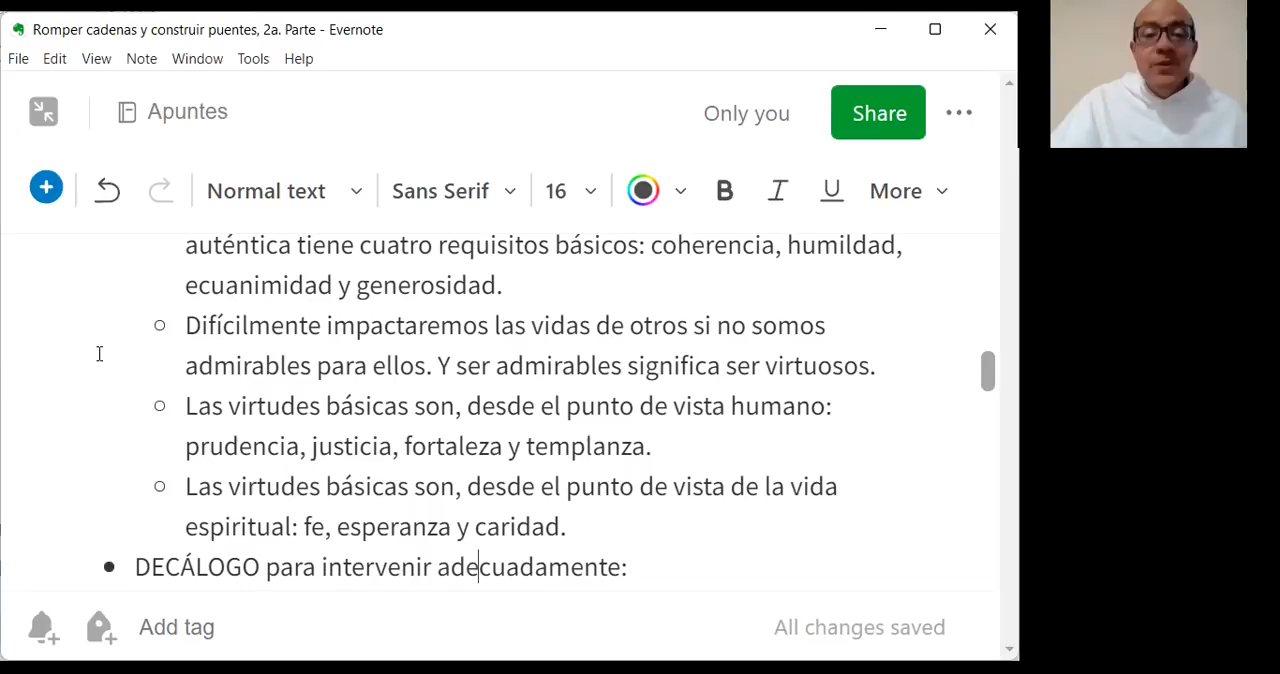 Romper cadenas y construir puentes, 2a. Parte - Evernote
File Edit View Note Window Tools Help
Apuntes Only you Share
Normal text Sans Serif 16 B I U More
auténtica tiene cuatro requisitos básicos: coherencia, humildad,
ecuanimidad y generosidad.
Difícilmente impactaremos las vidas de otros si no somos
admirables para ellos. Y ser admirables significa ser virtuosos.
Las virtudes básicas son, desde el punto de vista humano:
prudencia, justicia, fortaleza y templanza.
Las virtudes básicas son, desde el punto de vista de la vida
espiritual: fe, esperanza y caridad.
DECÁLOGO para intervenir adecuadamente:
Add tag All changes saved